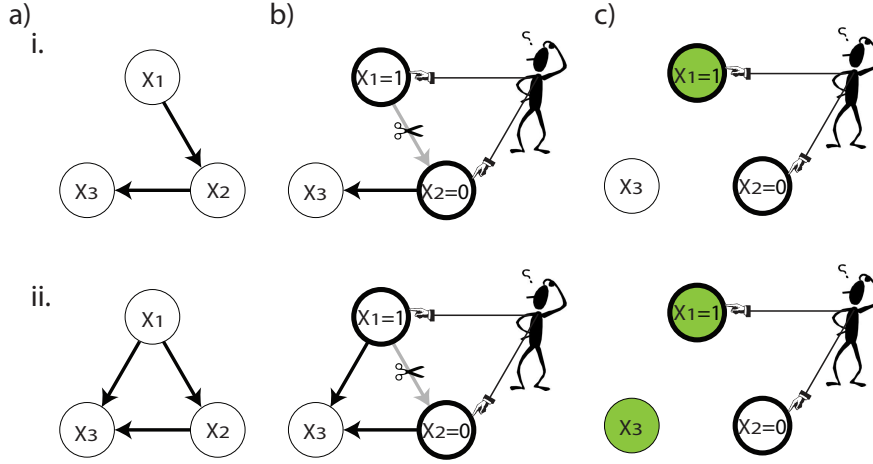 a)
b)
c)
i.
X1
X3
X2
X1=1
?
X3
X2=0
X1=1
?
X3
X2=0
ii.
X1
X3
X2
X1=1
?
X3
X2=0
X1=1
?
X3
X2=0